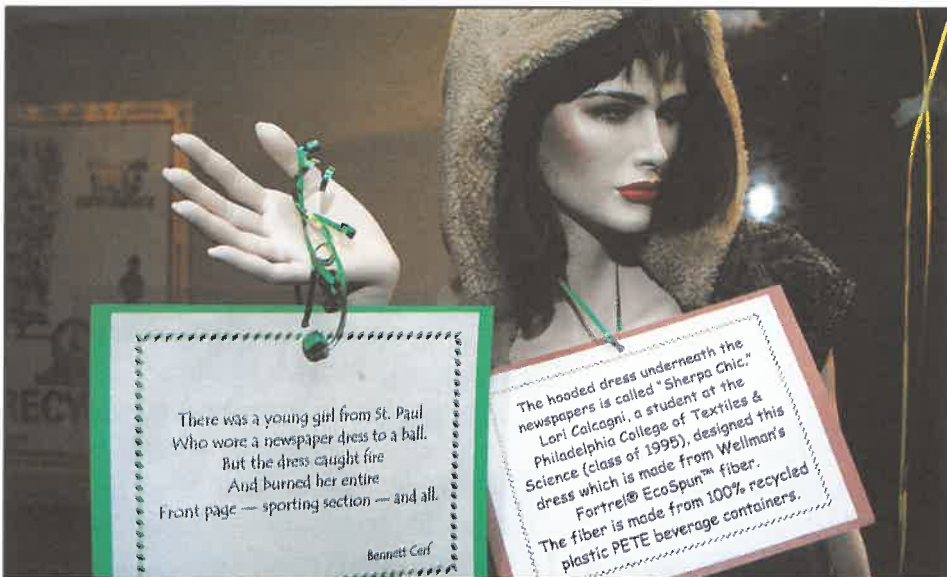 RECY
There was a young girl from St. Paul
Who wore a newspaper dress to a ball.
But the dress caught fire
And burned her entire
Front page — sporting section — and all.
Bennett Cerf
The hooded dress underneath the
newspapers is called "Sherpa Chic."
Lori Calcagni, a student at the
Philadelphia College of Textiles &
Science (class of 1995), designed this
dress which is made from Wellman's
Fortrel® EcoSpun™ fiber.
The fiber is made from 100% recycled
plastic PETE beverage containers.